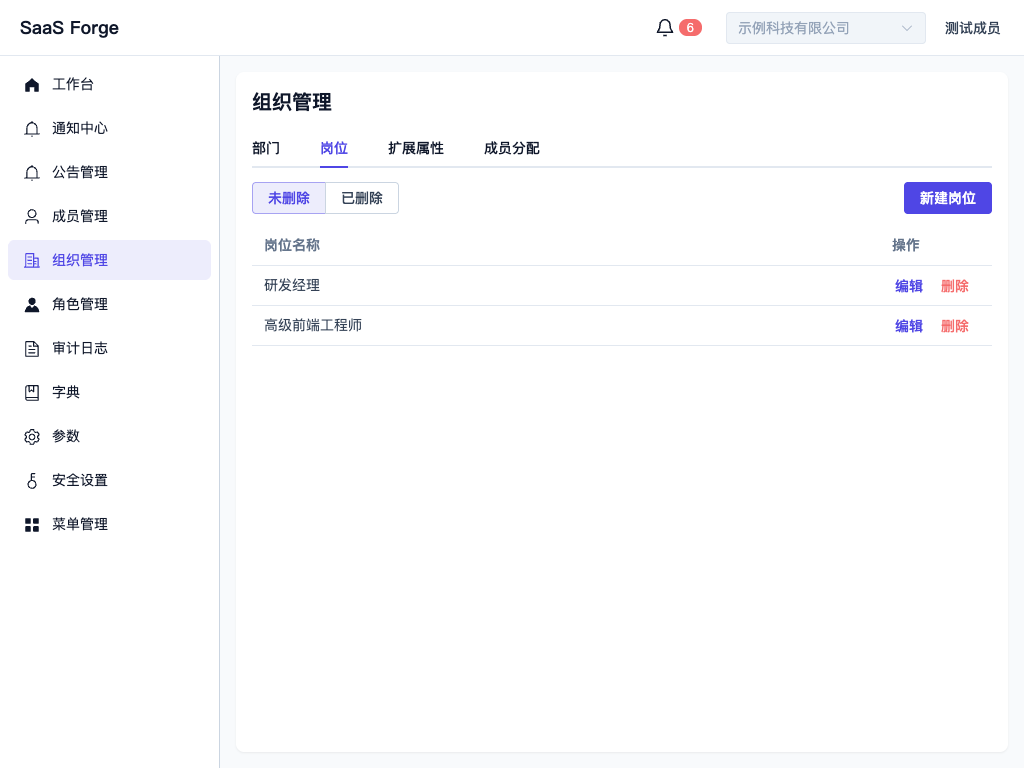 SaaS Forge
6
示例科技有限公司
测试成员
工作台
通知中心
公告管理
成员管理
组织管理
角色管理
审计日志
字典
参数
安全设置
菜单管理
组织管理
部门 岗位 扩展属性 成员分配
未删除 已删除 新建岗位
岗位名称 操作
研发经理 编辑 删除
高级前端工程师 编辑 删除